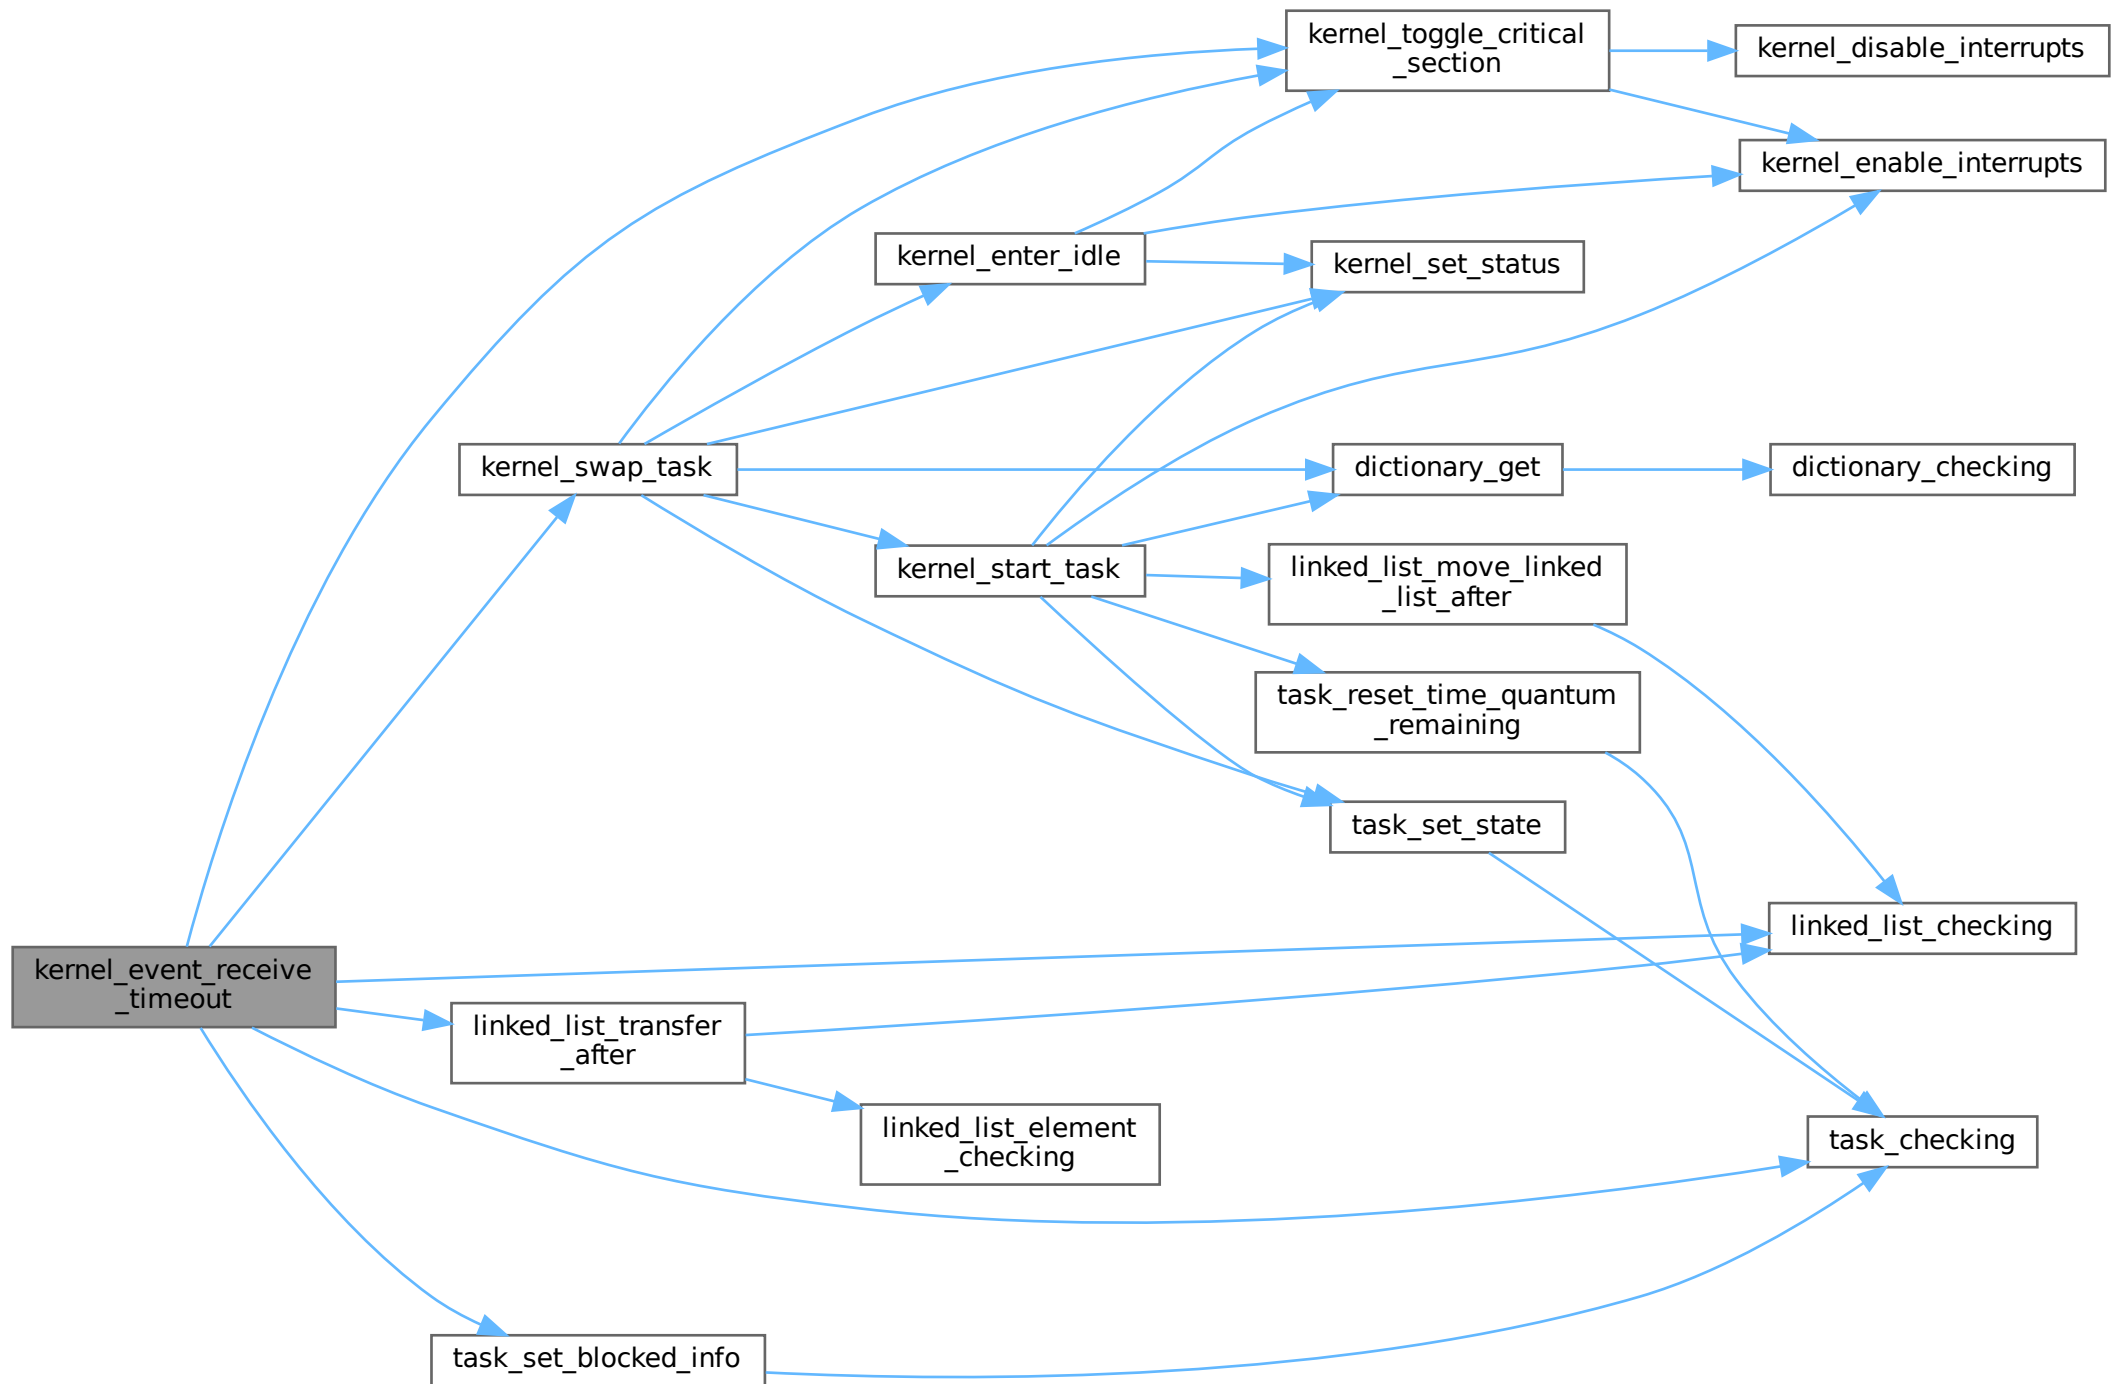 kernel_toggle_critical
_section
kernel_disable_interrupts
kernel_enable_interrupts
kernel_enter_idle
kernel_set_status
kernel_swap_task
dictionary_get
dictionary_checking
kernel_start_task
linked_list_move_linked
_list_after
task_reset_time_quantum
_remaining
task_set_state
linked_list_checking
kernel_event_receive
_timeout
linked_list_transfer
_after
linked_list_element
_checking
task_checking
task_set_blocked_info